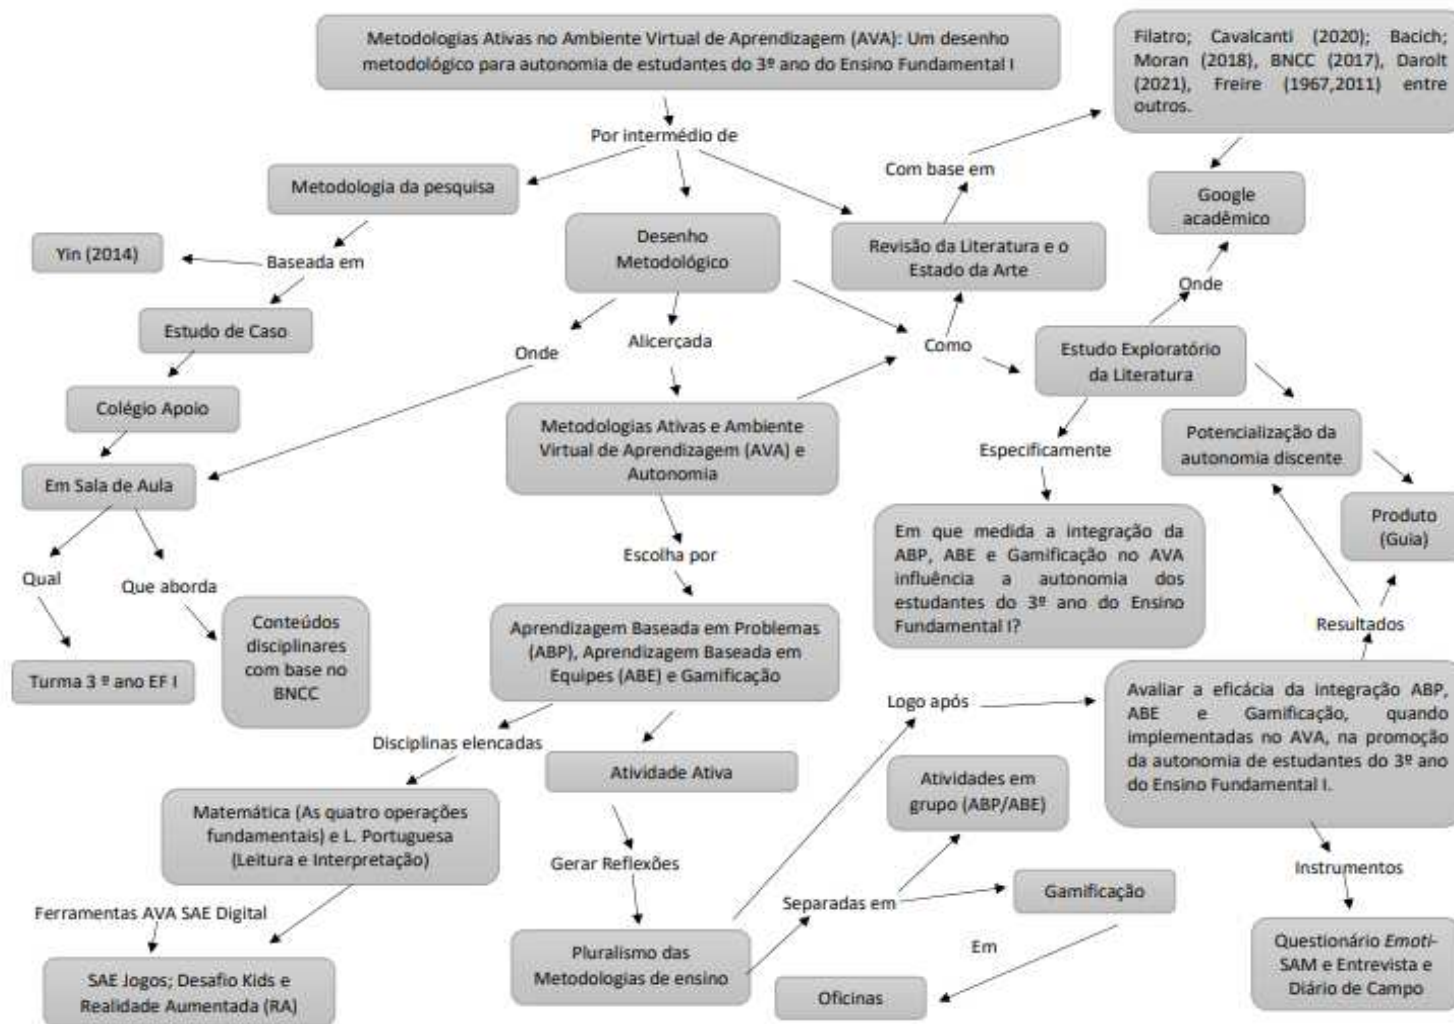 Metodologias Ativas no Ambiente Virtual de Aprendizagem (AVA): Um desenho
metodológico para autonomia de estudantes do 3º ano do Ensino Fundamental I
Filatro; Cavalcanti (2020); Bacich;
Moran (2018), BNCC (2017), Darolt
(2021), Freire (1967,2011) entre
outros.
Por intermédio de
Metodologia da pesquisa
Com base em
Google
acadêmico
Desenho
Metodológico
Revisão da Literatura e o
Estado da Arte
Yin (2014)
Baseada em
Onde
Estudo de Caso
Onde
Alicerçada
Como
Estudo Exploratório
da Literatura
Colégio Apoio
Metodologias Ativas e Ambiente
Virtual de Aprendizagem (AVA) e
Autonomia
Especificamente
Potencialização da
autonomia discente
Em Sala de Aula
Produto
(Guia)
Em que medida a integração da
ABP, ABE e Gamificação no AVA
influência a autonomia dos
estudantes do 3º ano do Ensino
Fundamental I?
Escolha por
Qual
Que aborda
Resultados
Conteúdos
disciplinares
com base no
BNCC
Aprendizagem Baseada em Problemas
(ABP), Aprendizagem Baseada em
Equipes (ABE) e Gamificação
Turma 3 º ano EF I
Logo após
Avaliar a eficácia da integração ABP,
ABE e Gamificação, quando
implementadas no AVA, na promoção
da autonomia de estudantes do 3º ano
do Ensino Fundamental I.
Disciplinas elencadas
Atividade Ativa
Atividades em
grupo (ABP/ABE)
Matemática (As quatro operações
fundamentais) e L. Portuguesa
(Leitura e Interpretação)
Gerar Reflexões
Instrumentos
Ferramentas AVA SAE Digital
Separadas em
Gamificação
Pluralismo das
Metodologias de ensino
Em
Questionário Emoti-
SAM e Entrevista e
Diário de Campo
SAE Jogos; Desafio Kids e
Realidade Aumentada (RA)
Oficinas